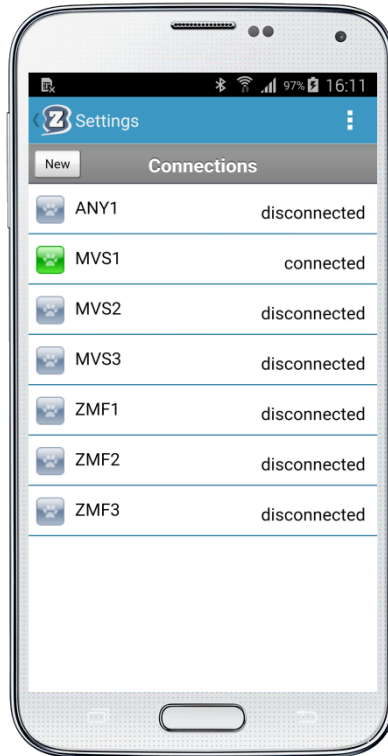 97% 16:11
Z Settings
New Connections
ANY1 disconnected
MVS1 connected
MVS2 disconnected
MVS3 disconnected
ZMF1 disconnected
ZMF2 disconnected
ZMF3 disconnected